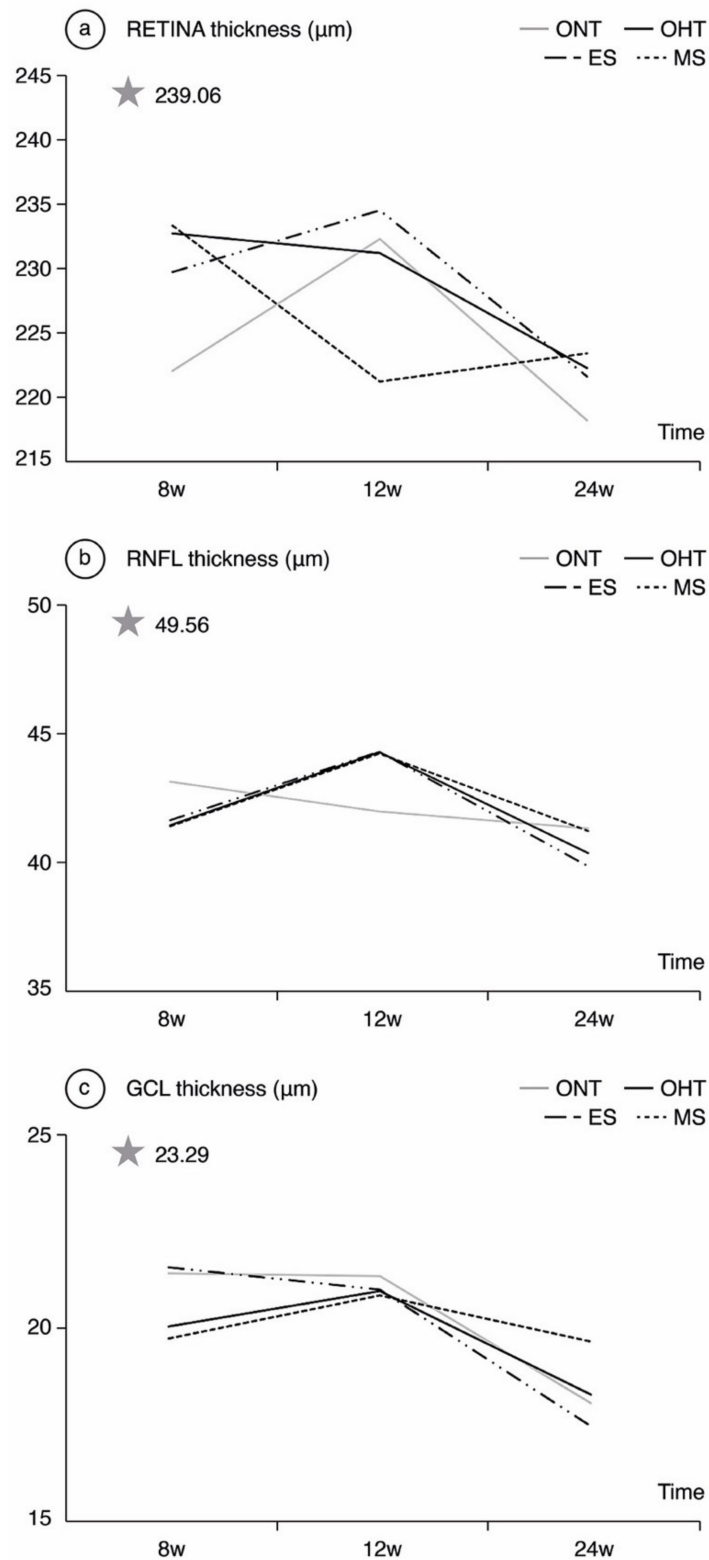 a RETINA thickness (μm) ONT OHT
ES MS
245
239.06
240
235
230
225
220
Time
215
8w 12w 24w
b RNFL thickness (μm) ONT OHT
ES MS
50
49.56
45
40
Time
35
8w 12w 24w
c GCL thickness (μm) ONT OHT
ES MS
25
23.29
20
Time
15
8w 12w 24w